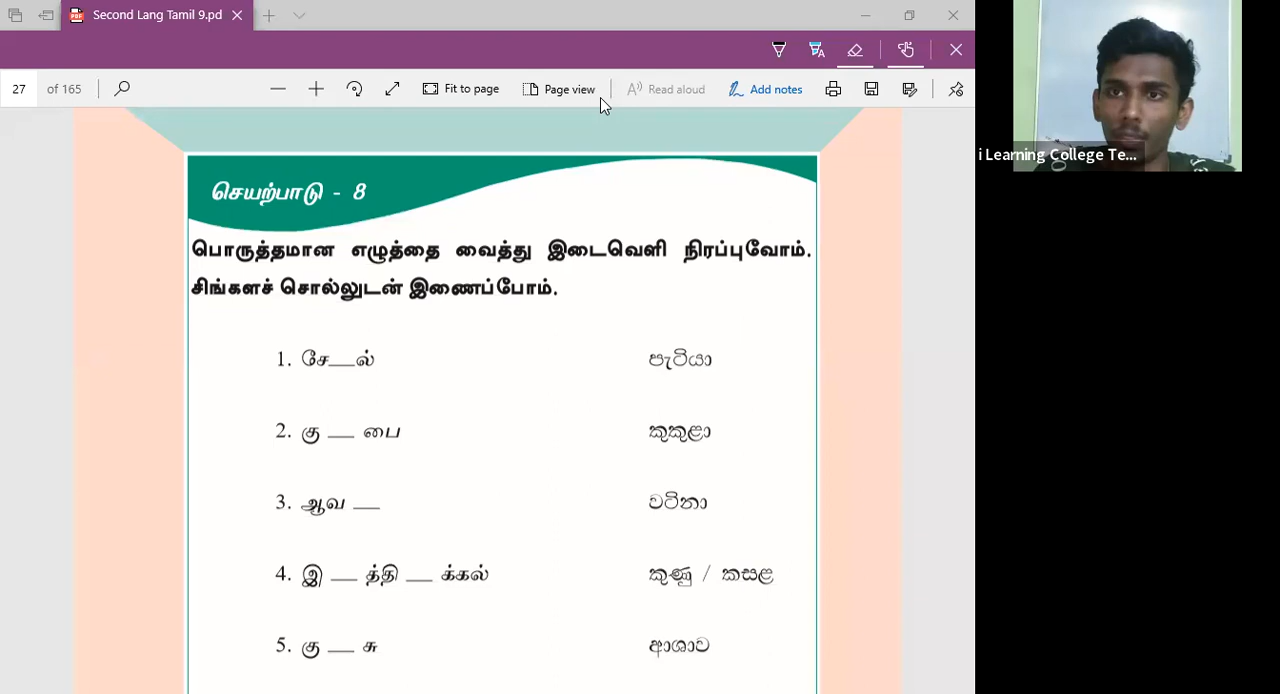 Second Lang Tamil 9.pd
27 of 165 Fit to page Page view Read aloud Add notes
i Learning College Te...
செயற்பாடு - 8
பொருத்தமான எழுத்தை வைத்து இடைவெளி நிரப்புவோம்.
சிங்களச் சொல்லுடன் இணைப்போம்.
1. சே__ல் පැටියා
2. கு __ பை කුකුළා
3. ஆவ __ වටිනා
4. இ __ த்தி __ க்கல் කුණු / කසළ
5. கு __ சு ආශාව